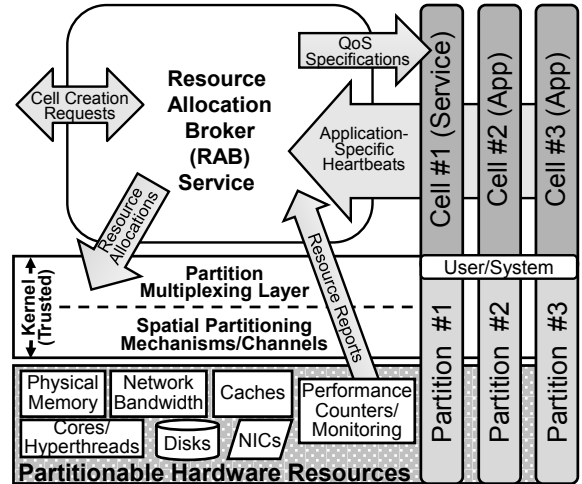 QoS
Specifications
Cell Creation
Requests
Resource
Allocation
Broker
(RAB)
Service
Application-
Specific
Heartbeats
Cell #1 (Service)
Cell #2 (App)
Cell #3 (App)
Resource
Allocations
Resource Reports
User/System
Kernel
(Trusted)
Partition
Multiplexing Layer
Spatial Partitioning
Mechanisms/Channels
Partition #1
Partition #2
Partition #3
Physical
Memory
Network
Bandwidth
Caches
Performance
Counters/
Monitoring
Cores/
Hyperthreads
Disks
NICs
Partitionable Hardware Resources